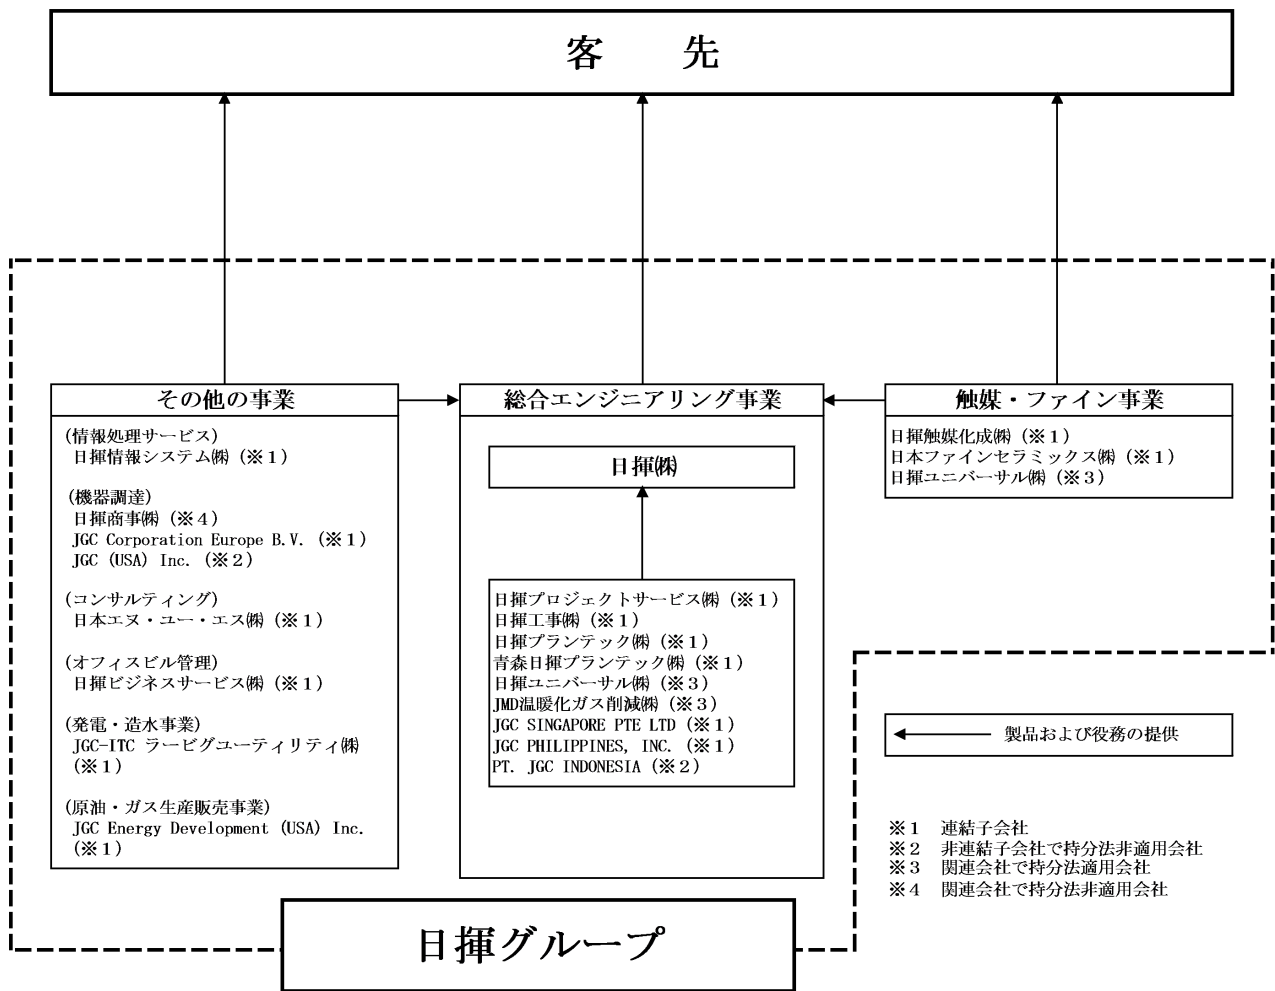 客　　先
その他の事業
(情報処理サービス)
日揮情報システム㈱（※１）
(機器調達)
日揮商事㈱（※４）
JGC Corporation Europe B.V.（※１）
JGC (USA) Inc.（※２）
(コンサルティング)
日本エヌ・ユー・エス㈱（※１）
(オフィスビル管理)
日揮ビジネスサービス㈱（※１）
(発電・造水事業)
JGC-ITC ラービグユーティリティ㈱
（※１）
(原油・ガス生産販売事業)
JGC Energy Development (USA) Inc.
（※１）
総合エンジニアリング事業
日揮㈱
日揮プロジェクトサービス㈱（※１）
日揮工事㈱（※１）
日揮プランテック㈱（※１）
青森日揮プランテック㈱（※１）
日揮ユニバーサル㈱（※３）
JMD温暖化ガス削減㈱（※３）
JGC SINGAPORE PTE LTD（※１）
JGC PHILIPPINES, INC.（※１）
PT. JGC INDONESIA（※２）
触媒・ファイン事業
日揮触媒化成㈱（※１）
日本ファインセラミックス㈱（※１）
日揮ユニバーサル㈱（※３）
製品および役務の提供
※１　連結子会社
※２　非連結子会社で持分法非適用会社
※３　関連会社で持分法適用会社
※４　関連会社で持分法非適用会社
日揮グループ